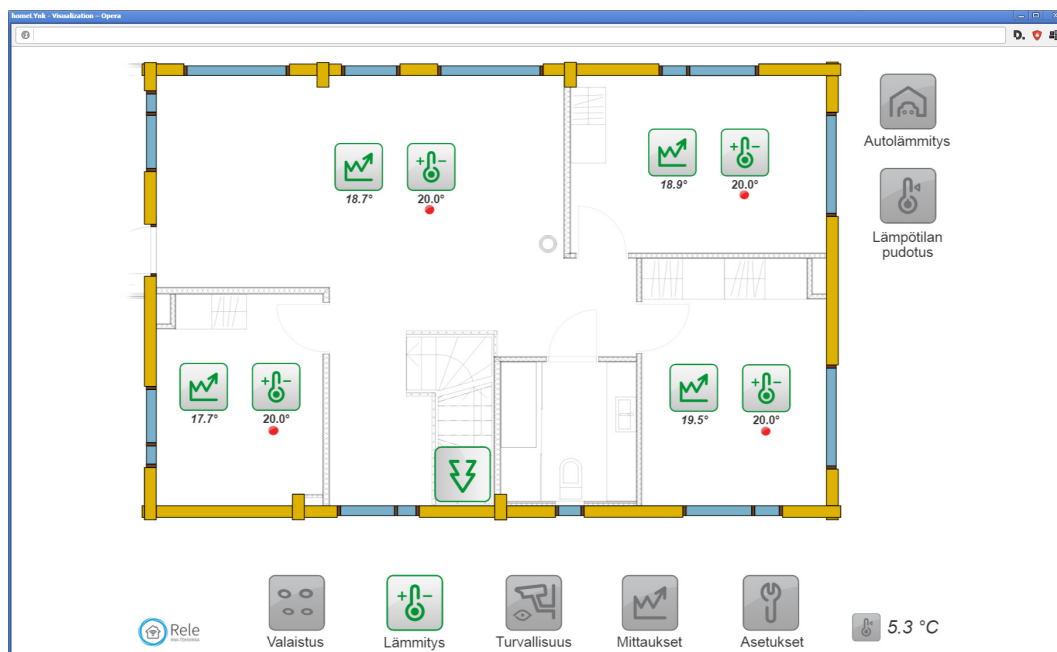 homei.Ynk - Visualization – Opera
D.
Autolämmitys
18.7°
20.0°
18.9°
20.0°
Lämpötilan
pudotus
17.7°
20.0°
19.5°
20.0°
Rele
Valaistus
Lämmitys
Turvallisuus
Mittaukset
Asetukset
5.3 °C